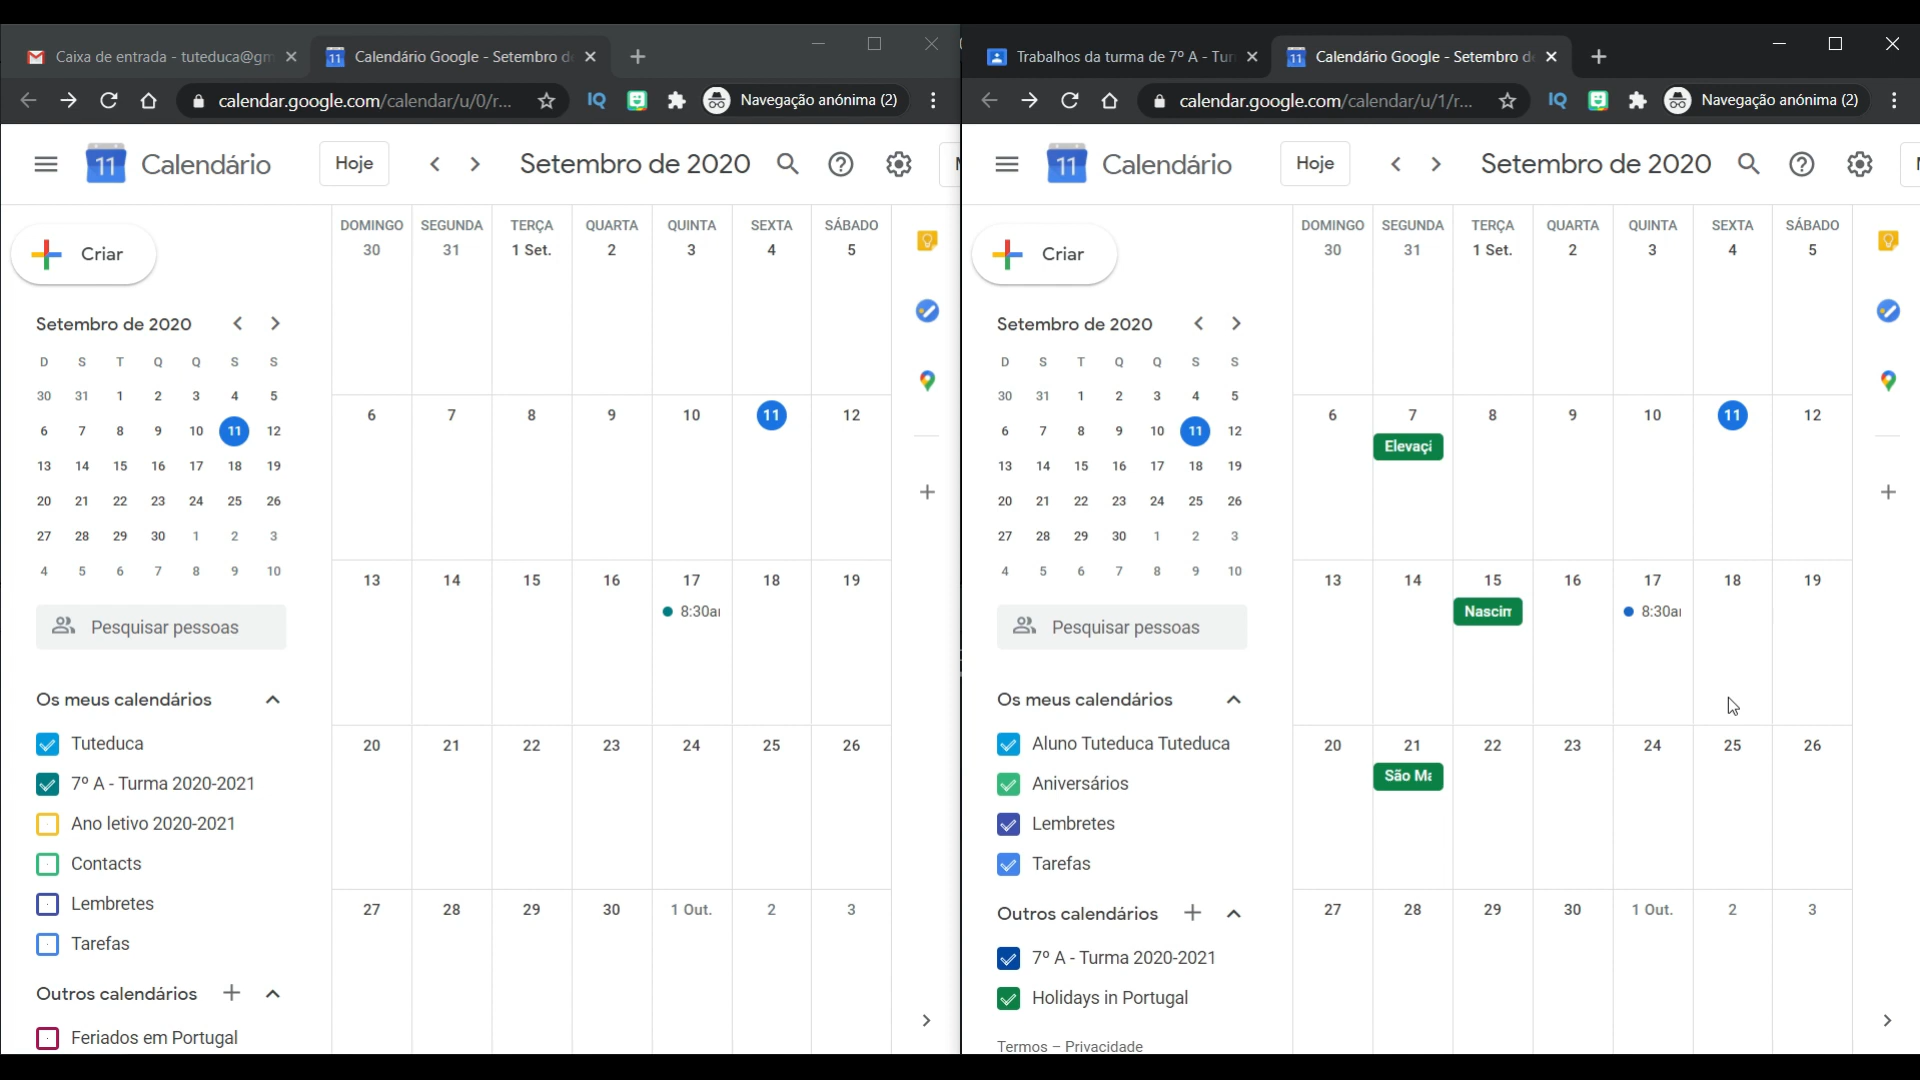 Caixa de entrada - tuteduca@gm
Calendário Google - Setembro de
calendar.google.com/calendar/u/0/r...
IQ
Navegação anónima (2)
11
Calendário
Hoje
Setembro de 2020
Criar
Setembro de 2020
D S T Q Q S S
30 31 1 2 3 4 5
6 7 8 9 10 11 12
13 14 15 16 17 18 19
20 21 22 23 24 25 26
27 28 29 30 1 2 3
4 5 6 7 8 9 10
Pesquisar pessoas
Os meus calendários
Tuteduca
7º A - Turma 2020-2021
Ano letivo 2020-2021
Contacts
Lembretes
Tarefas
Outros calendários
Feriados em Portugal
DOMINGO SEGUNDA TERÇA QUARTA QUINTA SEXTA SÁBADO
30 31 1 Set. 2 3 4 5
6 7 8 9 10 11 12
13 14 15 16 17 18 19
8:30
20 21 22 23 24 25 26
27 28 29 30 1 Out. 2 3
Trabalhos da turma de 7º A - Tur
Calendário Google - Setembro de
calendar.google.com/calendar/u/1/r...
IQ
Navegação anónima (2)
11
Calendário
Hoje
Setembro de 2020
Criar
Setembro de 2020
D S T Q Q S S
30 31 1 2 3 4 5
6 7 8 9 10 11 12
13 14 15 16 17 18 19
20 21 22 23 24 25 26
27 28 29 30 1 2 3
4 5 6 7 8 9 10
Pesquisar pessoas
Os meus calendários
Aluno Tuteduca Tuteduca
Aniversários
Lembretes
Tarefas
Outros calendários
7º A - Turma 2020-2021
Holidays in Portugal
Termos – Privacidade
DOMINGO SEGUNDA TERÇA QUARTA QUINTA SEXTA SÁBADO
30 31 1 Set. 2 3 4 5
6 7 8 9 10 11 12
Elevaçã
13 14 15 16 17 18 19
Nascim 8:30
20 21 22 23 24 25 26
São Ma
27 28 29 30 1 Out. 2 3